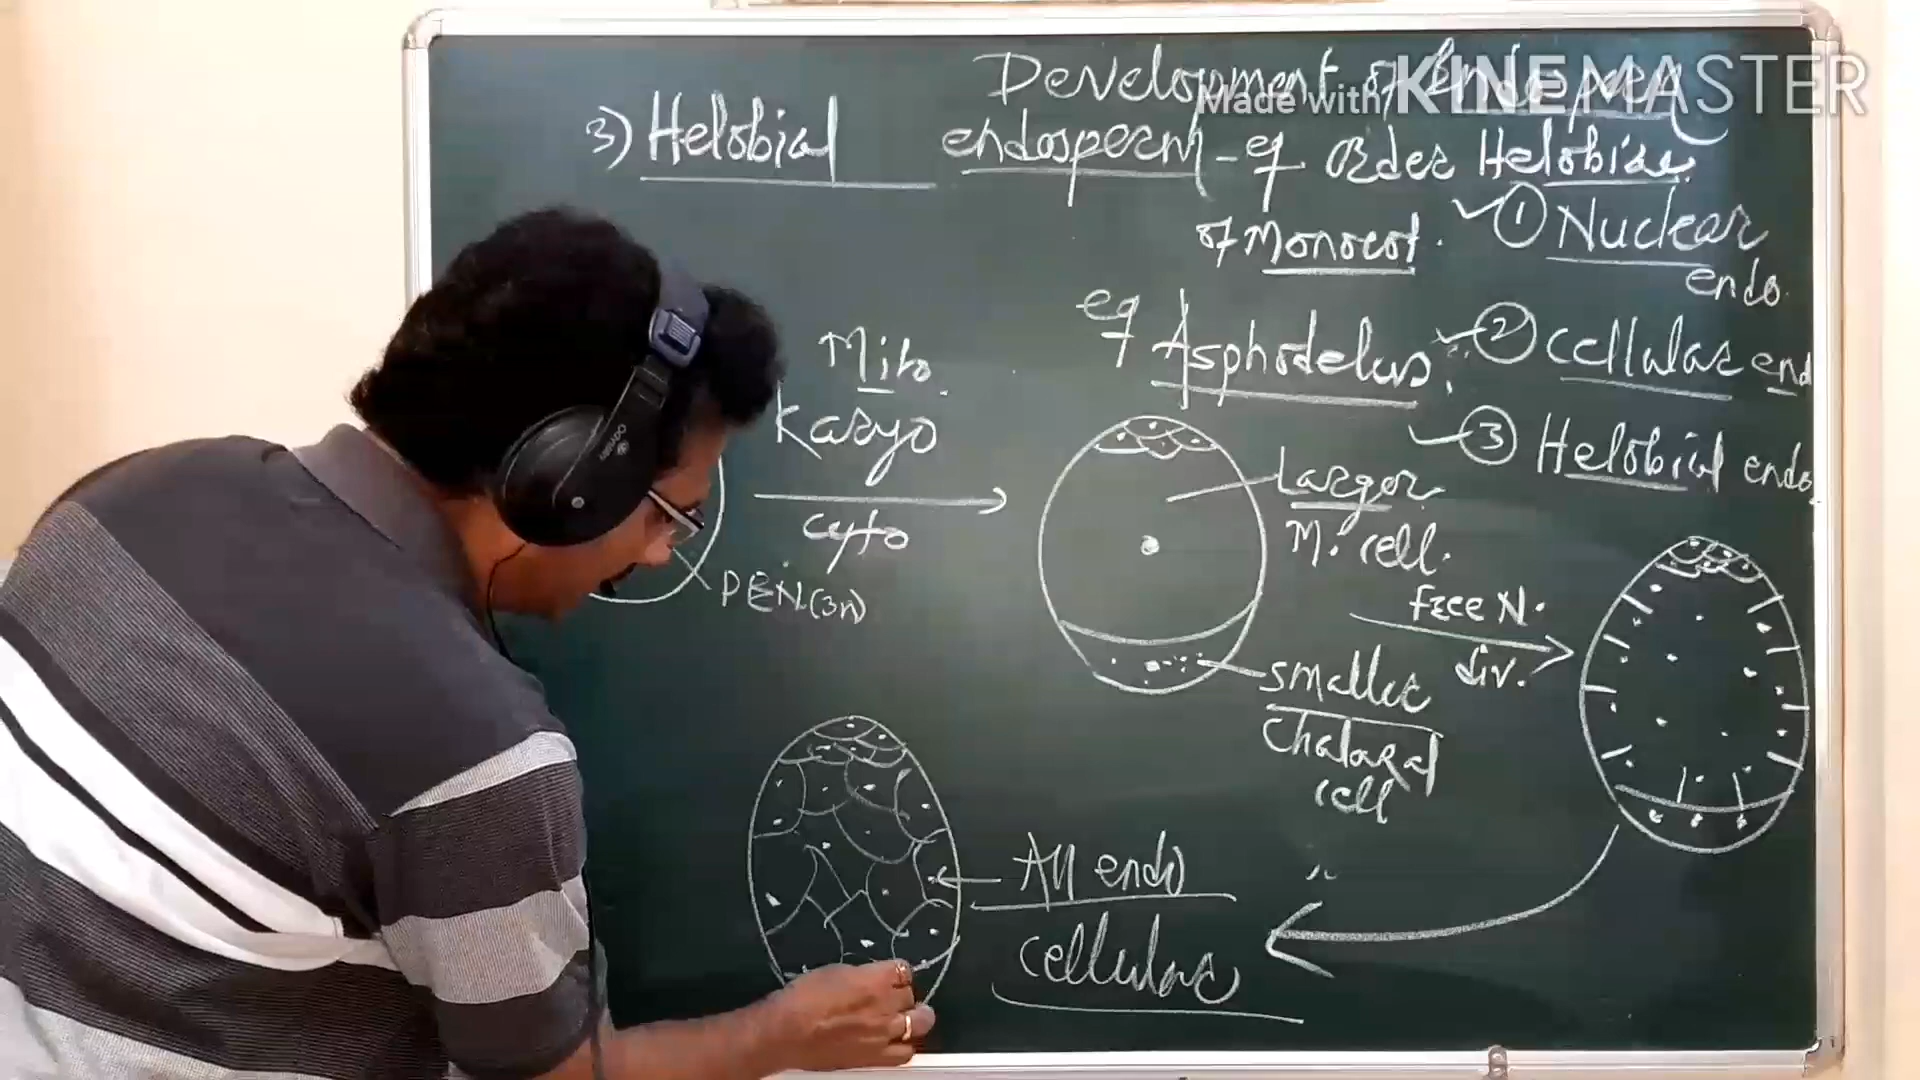 Development of Endosperm
Made with KINEMASTER
3) Helobial endosperm - eg order Helobiae
of Monocot.
① Nuclear
endo.
eg Asphodelus.
② Cellular end
③ Helobial endo
Mito.
Karyo
cyto
PEN (3n)
Larger
M. cell.
Free N.
div.
Smaller
Chalazal
cell
All endo
Cellular